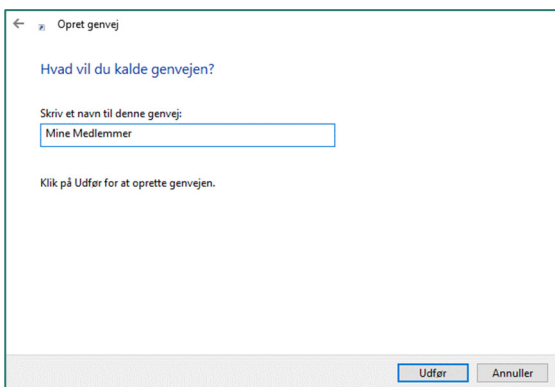 Opret genvej
Hvad vil du kalde genvejen?
Skriv et navn til denne genvej:
Mine Medlemmer
Klik på Udfør for at oprette genvejen.
Udfør
Annuller